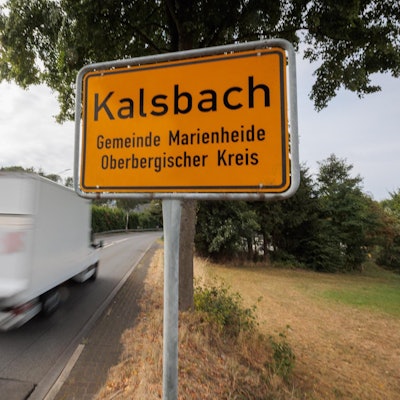 Kalsbach
Gemeinde Marienheide
Oberbergischer Kreis